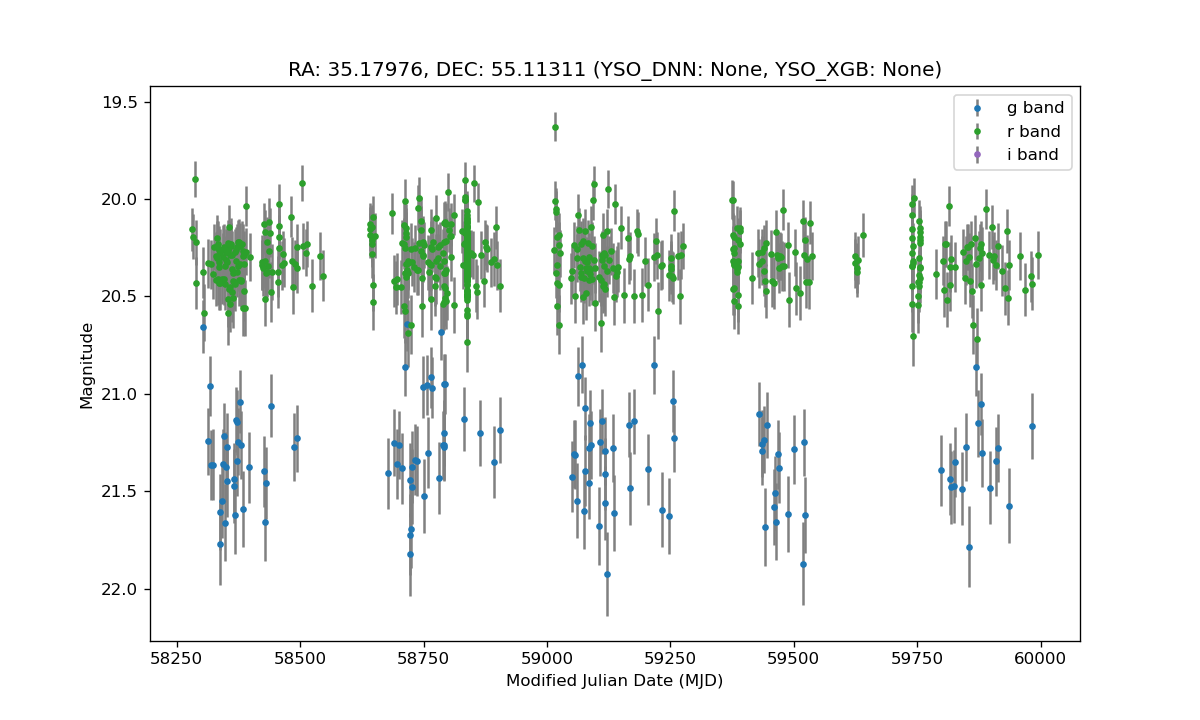 RA: 35.17976, DEC: 55.11311 (YSO_DNN: None, YSO_XGB: None)
g band
r band
i band
19.5
20.0
20.5
21.0
21.5
22.0
Magnitude
58250 58500 58750 59000 59250 59500 59750 60000
Modified Julian Date (MJD)